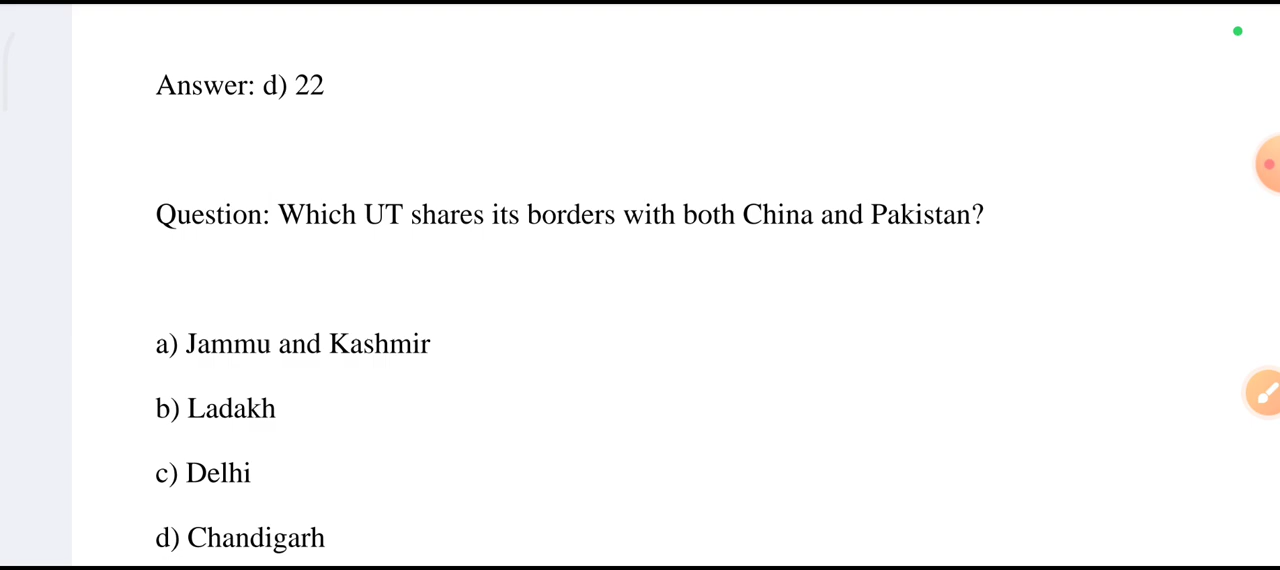 Answer: d) 22
Question: Which UT shares its borders with both China and Pakistan?
a) Jammu and Kashmir
b) Ladakh
c) Delhi
d) Chandigarh